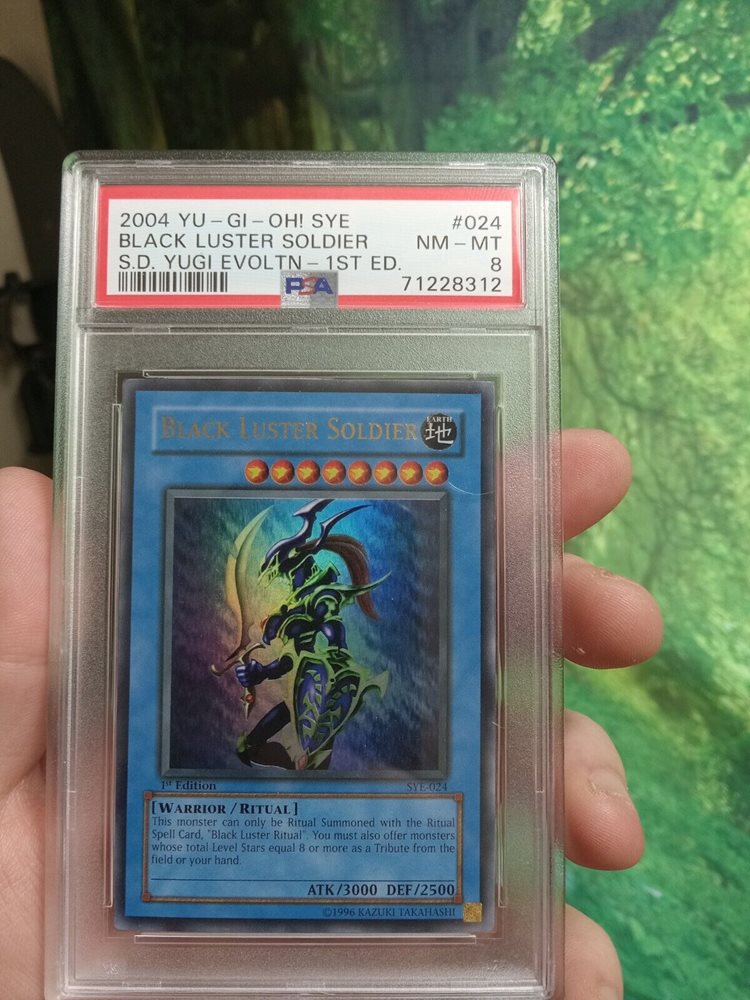 2004 YU-GI-OH! SYE #024
BLACK LUSTER SOLDIER NM-MT
S.D. YUGI EVOLTN-1ST ED. 8
PSA 71228312
BLACK LUSTER SOLDIER EARTH 地
1st Edition SYE-024
[WARRIOR/RITUAL]
This monster can only be Ritual Summoned with the Ritual
Spell Card, "Black Luster Ritual". You must also offer monsters
whose total Level Stars equal 8 or more as a Tribute from the
field or your hand.
ATK/3000 DEF/2500
©1996 KAZUKI TAKAHASHI